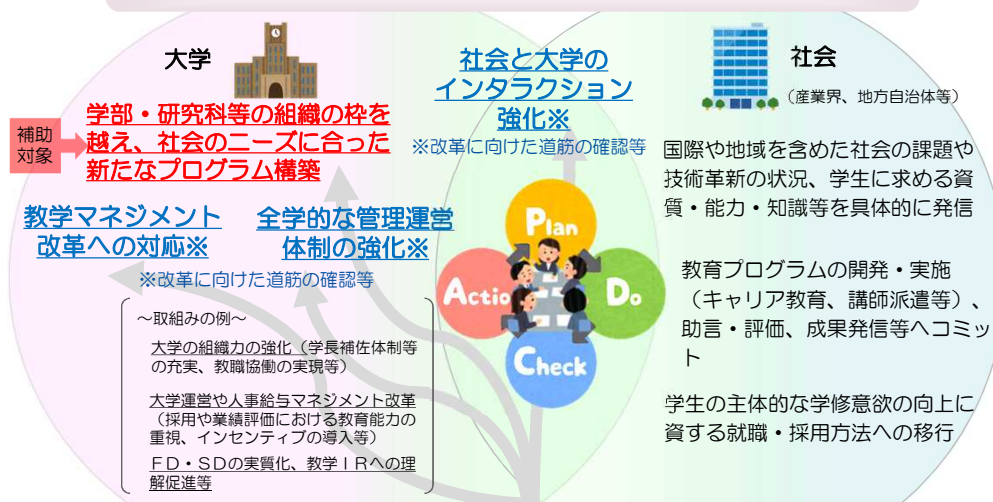 大学
学部・研究科等の組織の枠を
越え、社会のニーズに合った
新たなプログラム構築
補助
対象
教学マネジメント
改革への対応※
全学的な管理運営
体制の強化※
※改革に向けた道筋の確認等
～取組みの例～
大学の組織力の強化（学長補佐体制等
の充実、教職協働の実現等）
大学運営や人事給与マネジメント改革
（採用や業績評価における教育能力の
重視、インセンティブの導入等）
ＦＤ・ＳＤの実質化、教学ＩＲへの理
解促進等
社会と大学の
インタラクション
強化※
※改革に向けた道筋の確認等
Plan
Actio
Do
Check
社会
（産業界、地方自治体等）
国際や地域を含めた社会の課題や
技術革新の状況、学生に求める資
質・能力・知識等を具体的に発信
教育プログラムの開発・実施
（キャリア教育、講師派遣等）、
助言・評価、成果発信等へコミッ
ト
学生の主体的な学修意欲の向上に
資する就職・採用方法への移行